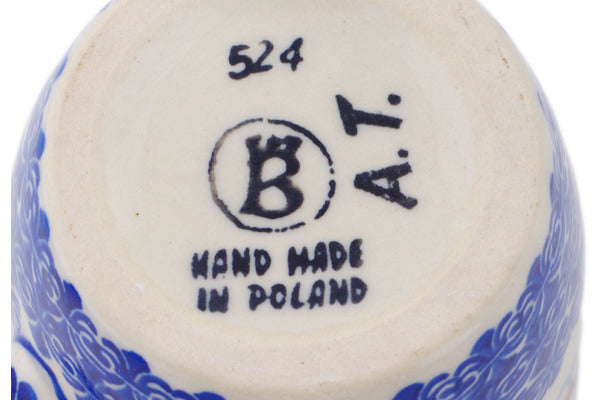 524
A.T.
B
HAND MADE
IN POLAND